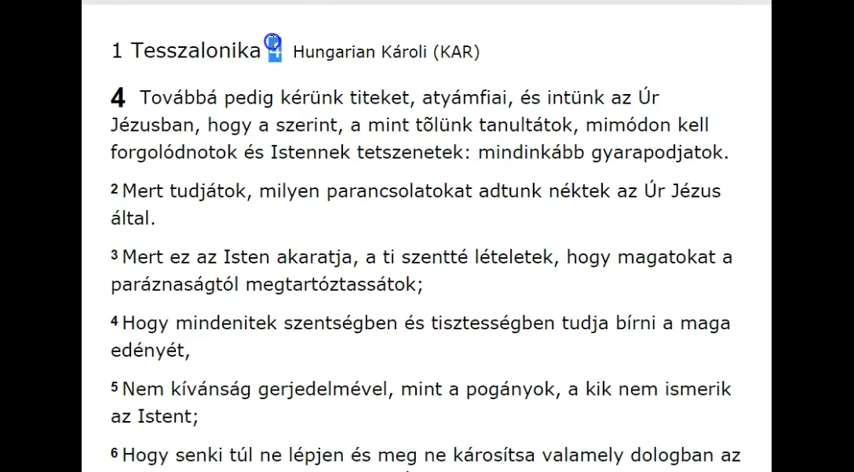 1 Tesszalonika 4 Hungarian Károli (KAR)
4 Továbbá pedig kérünk titeket, atyámfiai, és intünk az Úr
Jézusban, hogy a szerint, a mint tõlünk tanultátok, mimódon kell
forgolódnotok és Istennek tetszenetek: mindinkább gyarapodjatok.
2 Mert tudjátok, milyen parancsolatokat adtunk néktek az Úr Jézus
által.
3 Mert ez az Isten akaratja, a ti szentté lételetek, hogy magatokat a
paráznaságtól megtartóztassátok;
4 Hogy mindenitek szentségben és tisztességben tudja bírni a maga
edényét,
5 Nem kívánság gerjedelmével, mint a pogányok, a kik nem ismerik
az Istent;
6 Hogy senki túl ne lépjen és meg ne károsítsa valamely dologban az